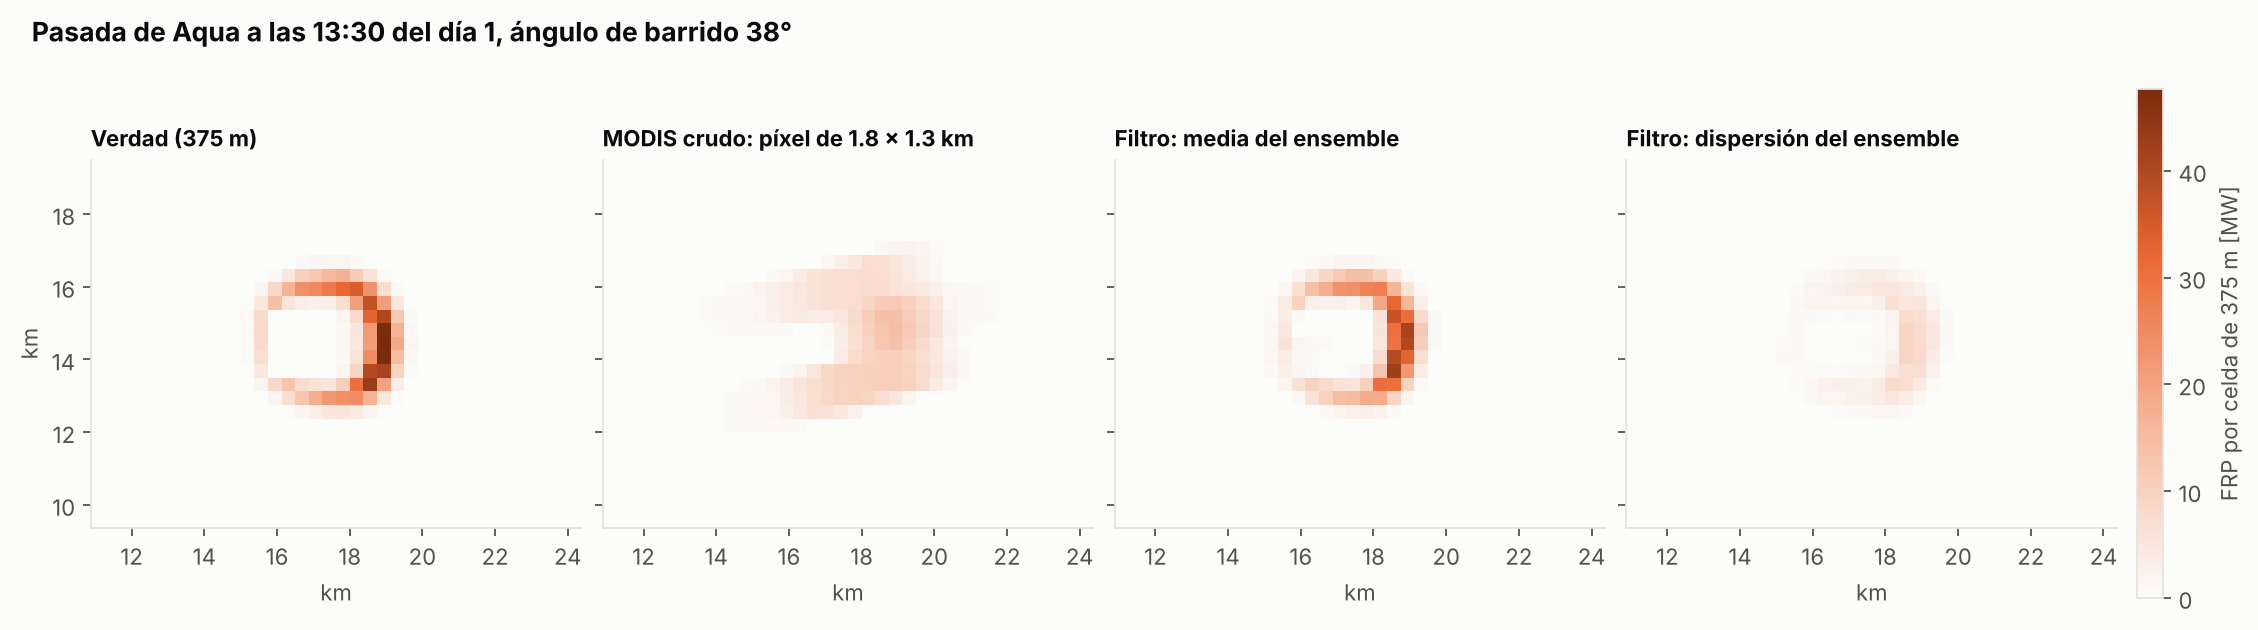 Pasada de Aqua a las 13:30 del día 1, ángulo de barrido 38°
Verdad (375 m)
MODIS crudo: píxel de 1.8 × 1.3 km
Filtro: media del ensemble
Filtro: dispersión del ensemble
km
18
16
14
12
10
12 14 16 18 20 22 24
12 14 16 18 20 22 24
12 14 16 18 20 22 24
12 14 16 18 20 22 24
km
km
km
km
40
30
20
10
0
FRP por celda de 375 m [MW]